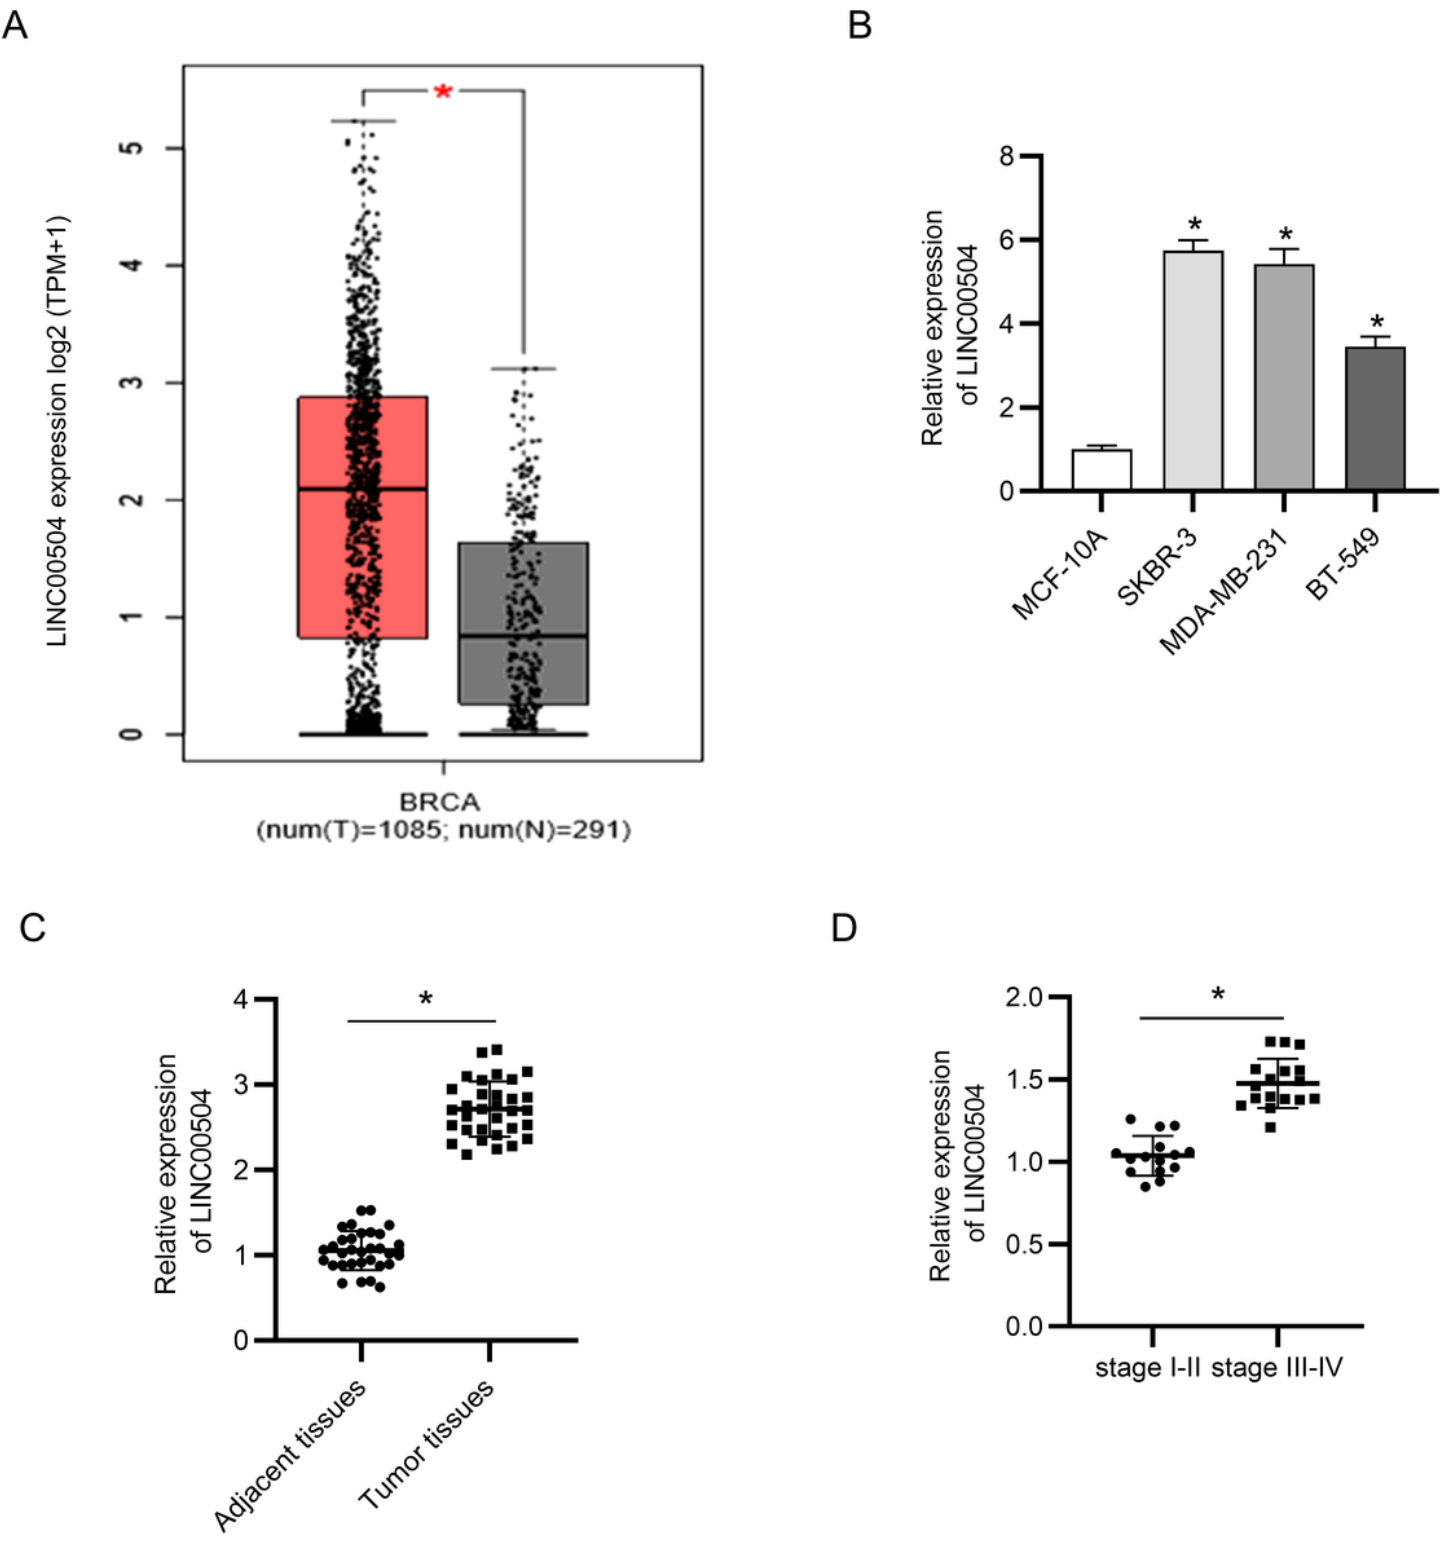 A
LINC00504 expression log2 (TPM+1)
5
4
3
2
1
0
*
BRCA
(num(T)=1085; num(N)=291)
B
Relative expression
of LINC00504
8
6
4
2
0
*
*
*
MCF-10A
SKBR-3
MDA-MB-231
BT-549
C
Relative expression
of LINC00504
4
3
2
1
0
*
Adjacent tissues
Tumor tissues
D
Relative expression
of LINC00504
2.0
1.5
1.0
0.5
0.0
*
stage I-II
stage III-IV